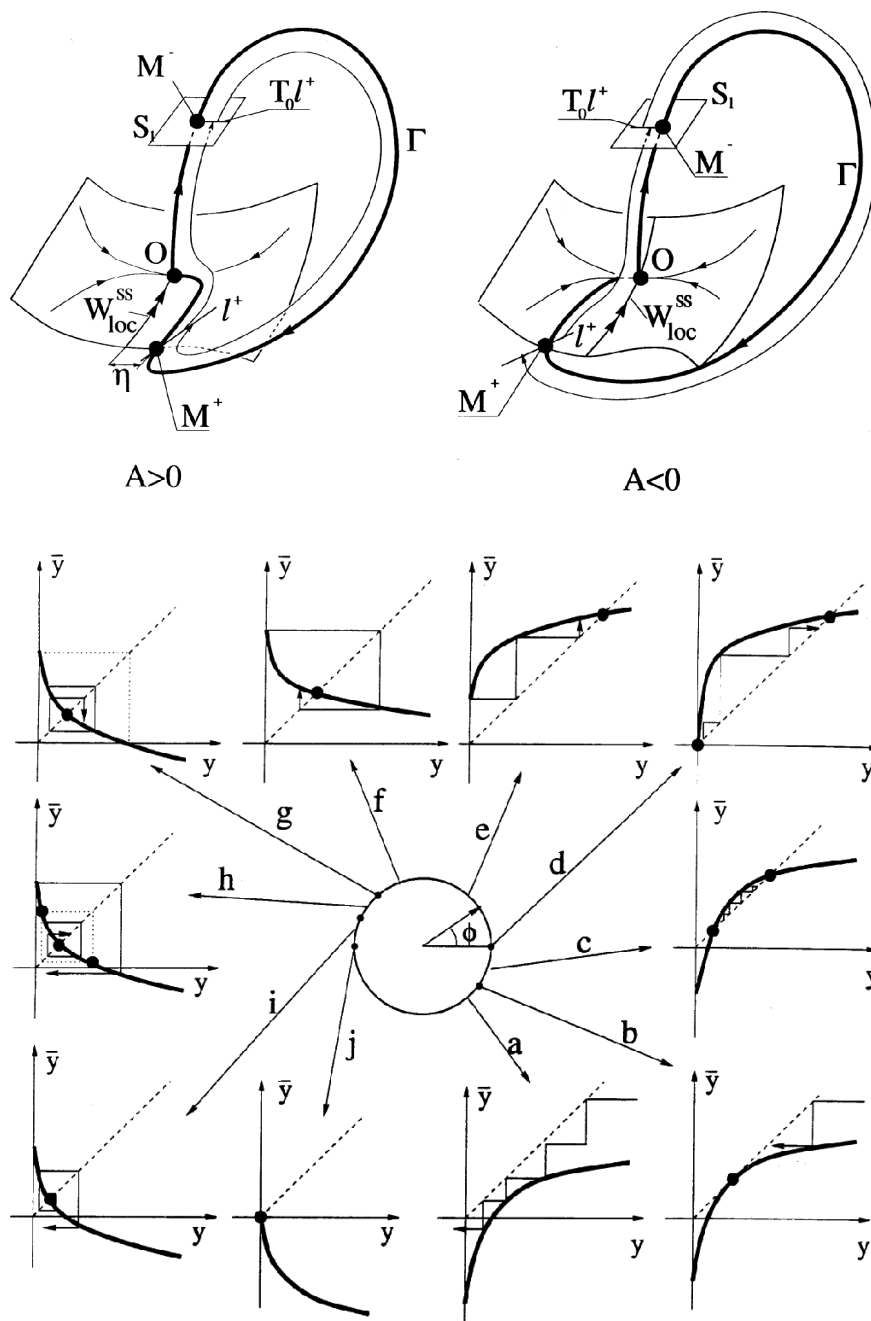 M⁻
T₀l⁺
S₁
Γ
O
W^ss_loc
l⁺
η
M⁺
A>0
T₀l⁺
S₁
M⁻
Γ
O
W^ss_loc
l⁺
M⁺
A<0
ȳ
ȳ
ȳ
ȳ
y
y
y
y
g
f
e
d
ȳ
ȳ
h
ϕ
c
y
y
i
j
a
b
ȳ
ȳ
ȳ
ȳ
y
y
y
y